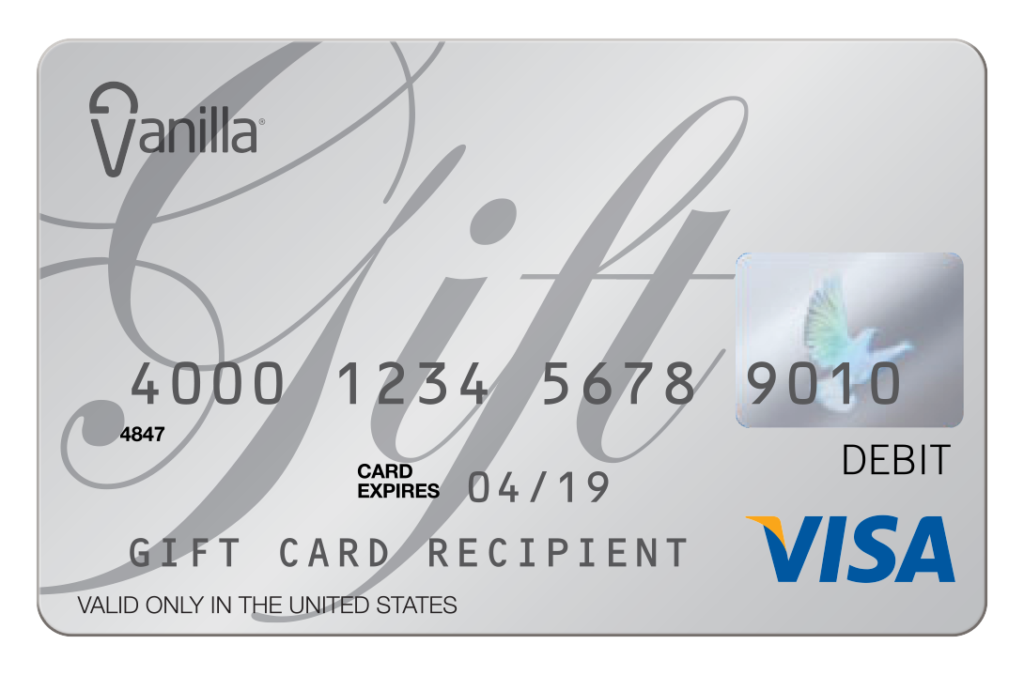 Vanilla®
Gift
4000 1234 5678 9010
4847
DEBIT
CARD
EXPIRES 04/19
VISA
GIFT CARD RECIPIENT
VALID ONLY IN THE UNITED STATES